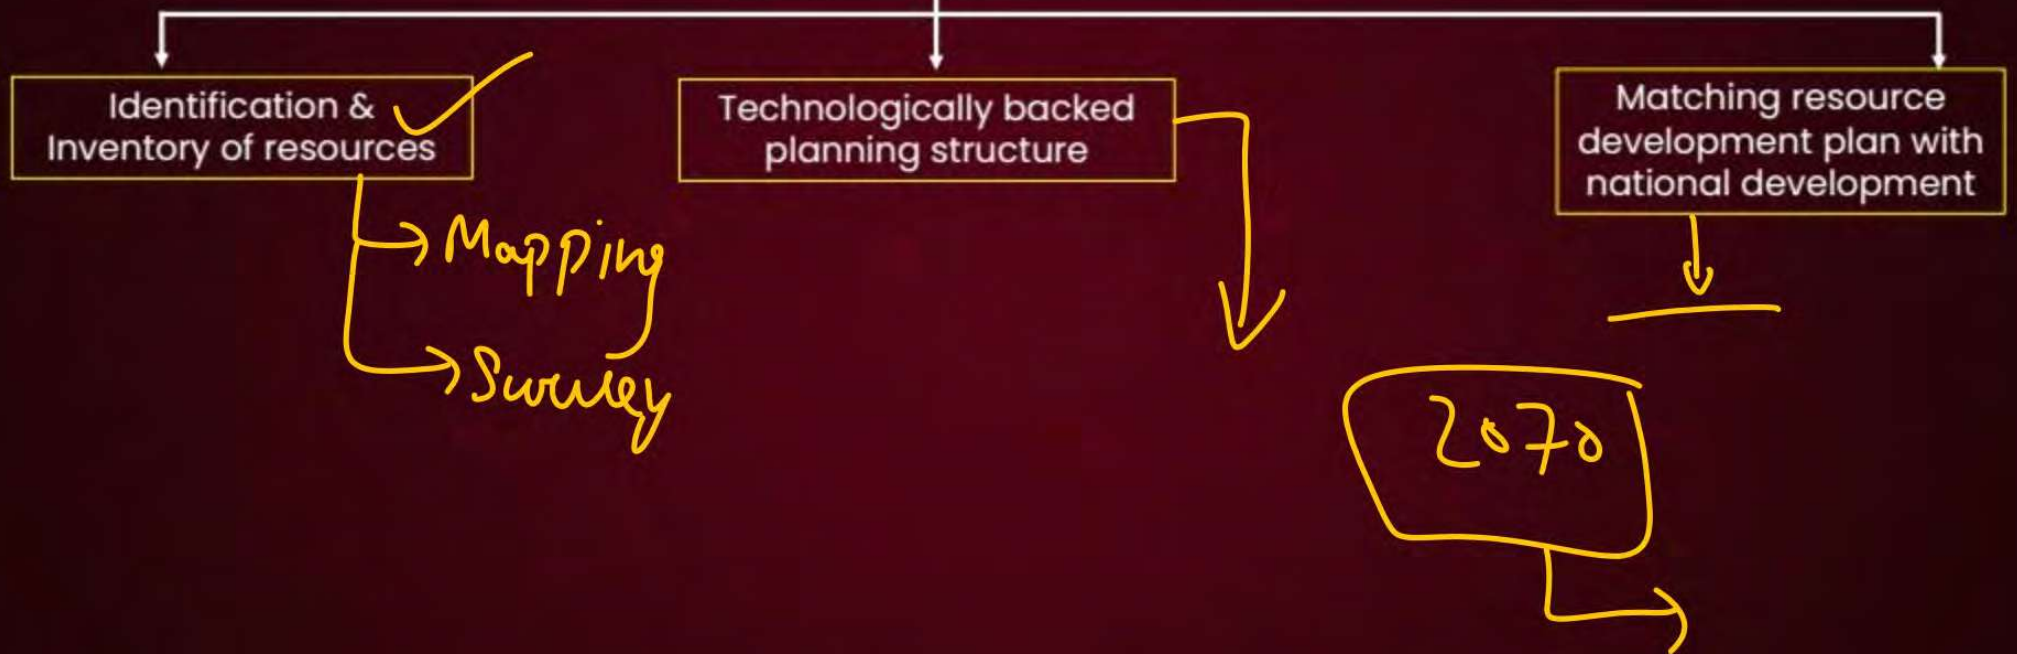 Identification &
Inventory of resources
Technologically backed
planning structure
Matching resource
development plan with
national development
Mapping
Survey
2070